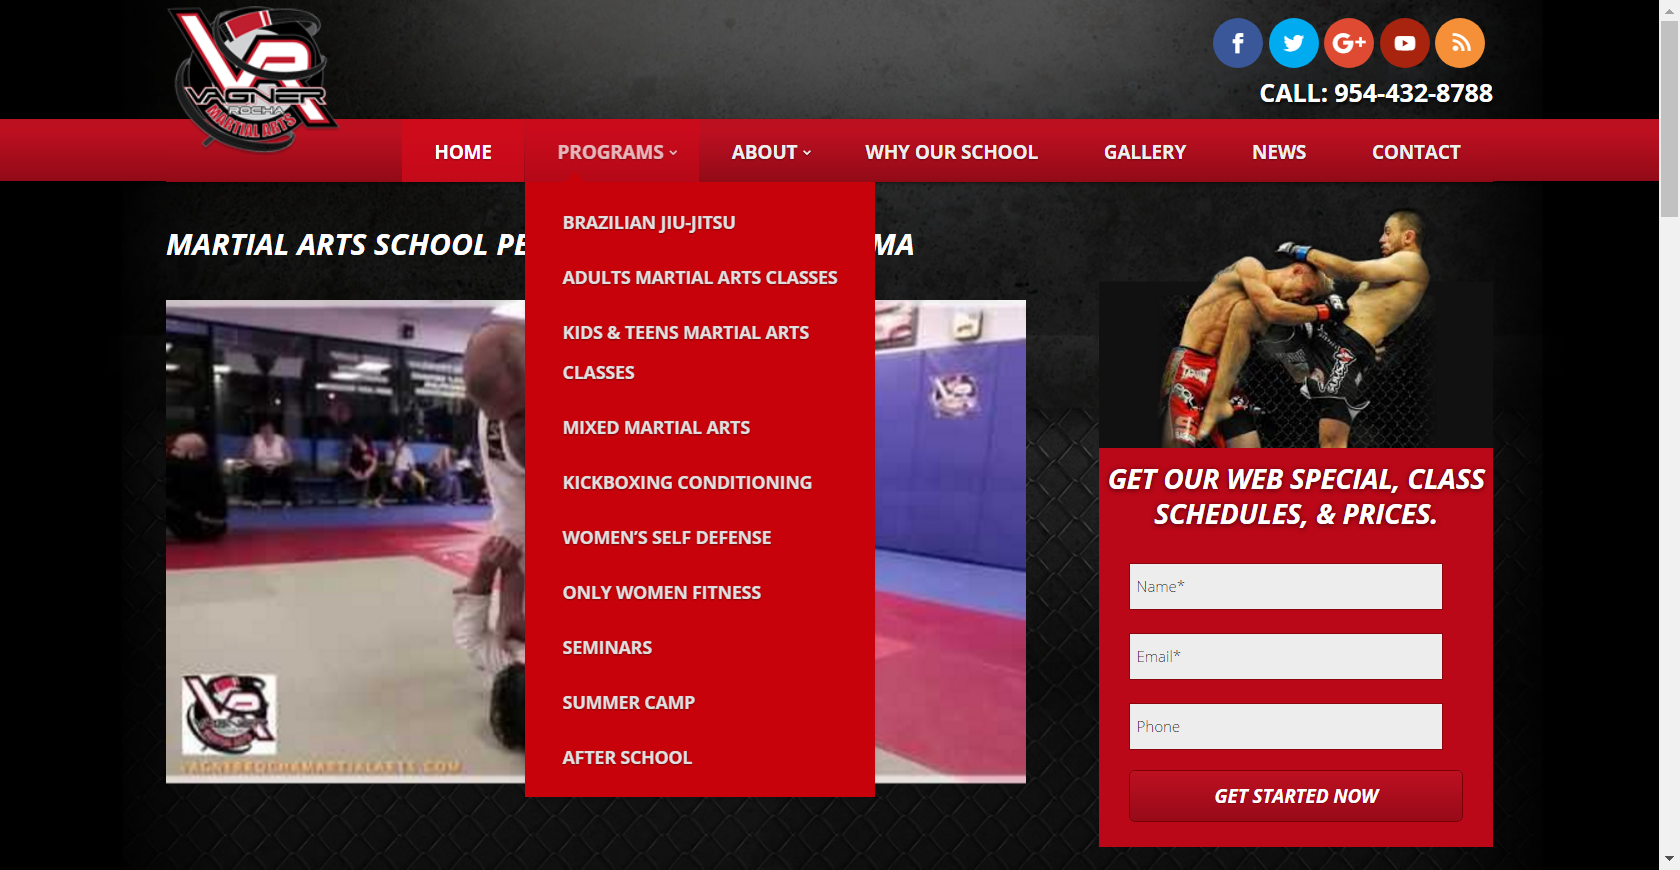 VAGNER
ROCHA
MARTIAL ARTS
CALL: 954-432-8788
HOME
PROGRAMS
ABOUT
WHY OUR SCHOOL
GALLERY
NEWS
CONTACT
MARTIAL ARTS SCHOOL PE
MA
BRAZILIAN JIU-JITSU
ADULTS MARTIAL ARTS CLASSES
KIDS & TEENS MARTIAL ARTS
CLASSES
MIXED MARTIAL ARTS
KICKBOXING CONDITIONING
WOMEN’S SELF DEFENSE
ONLY WOMEN FITNESS
SEMINARS
SUMMER CAMP
AFTER SCHOOL
VAGNERROCHAMARTIALARTS.COM
GET OUR WEB SPECIAL, CLASS
SCHEDULES, & PRICES.
Name*
Email*
Phone
GET STARTED NOW